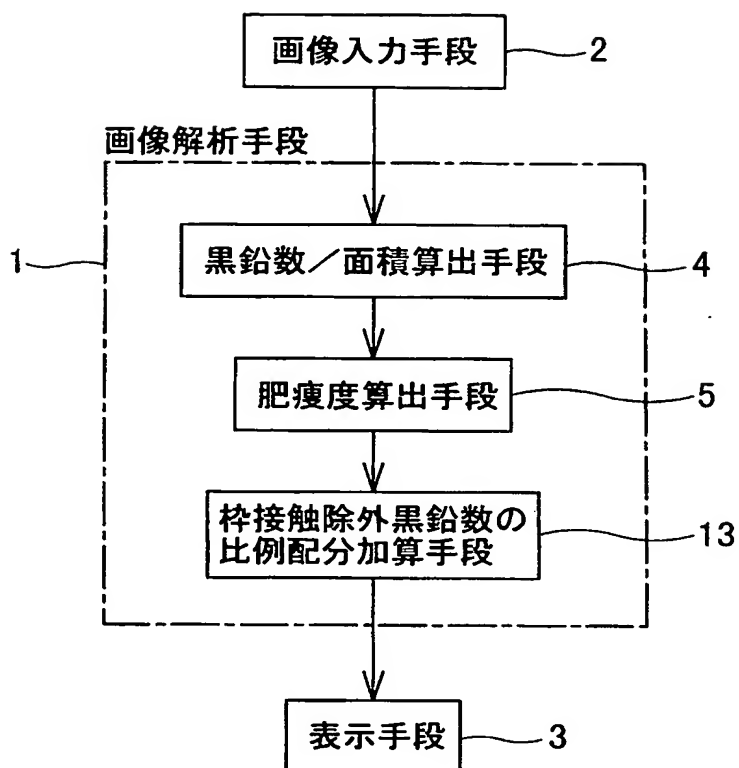 画像入力手段
2
画像解析手段
1
黒鉛数／面積算出手段
4
肥痩度算出手段
5
枠接触除外黒鉛数の
比例配分加算手段
13
表示手段
3